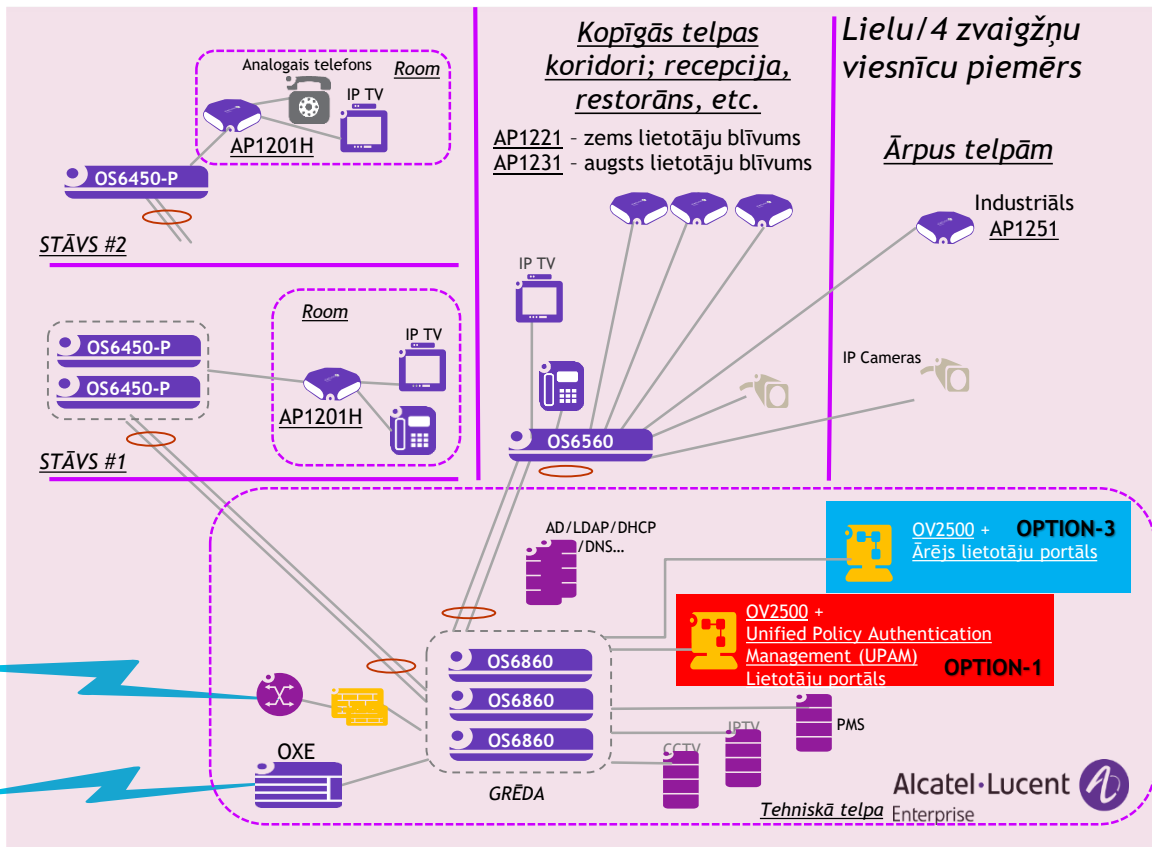 Lielu/4 zvaigžņu
viesnīcu piemērs
Analogais telefons
Room
IP TV
AP1201H
OS6450-P
STĀVS #2
Room
IP TV
OS6450-P
OS6450-P
AP1201H
STĀVS #1
Kopīgās telpas
koridori; recepcija,
restorāns, etc.
AP1221 - zems lietotāju blīvums
AP1231 - augsts lietotāju blīvums
IP TV
OS6560
Ārpus telpām
Industriāls
AP1251
IP Cameras
AD/LDAP/DHCP
/DNS...
OV2500 + OPTION-3
Ārējs lietotāju portāls
OV2500 +
Unified Policy Authentication
Management (UPAM)
Lietotāju portāls OPTION-1
OS6860
OS6860
OS6860
GRĒDA
OXE
PMS
IPTV
CCTV
Tehniskā telpa
Alcatel·Lucent
Enterprise